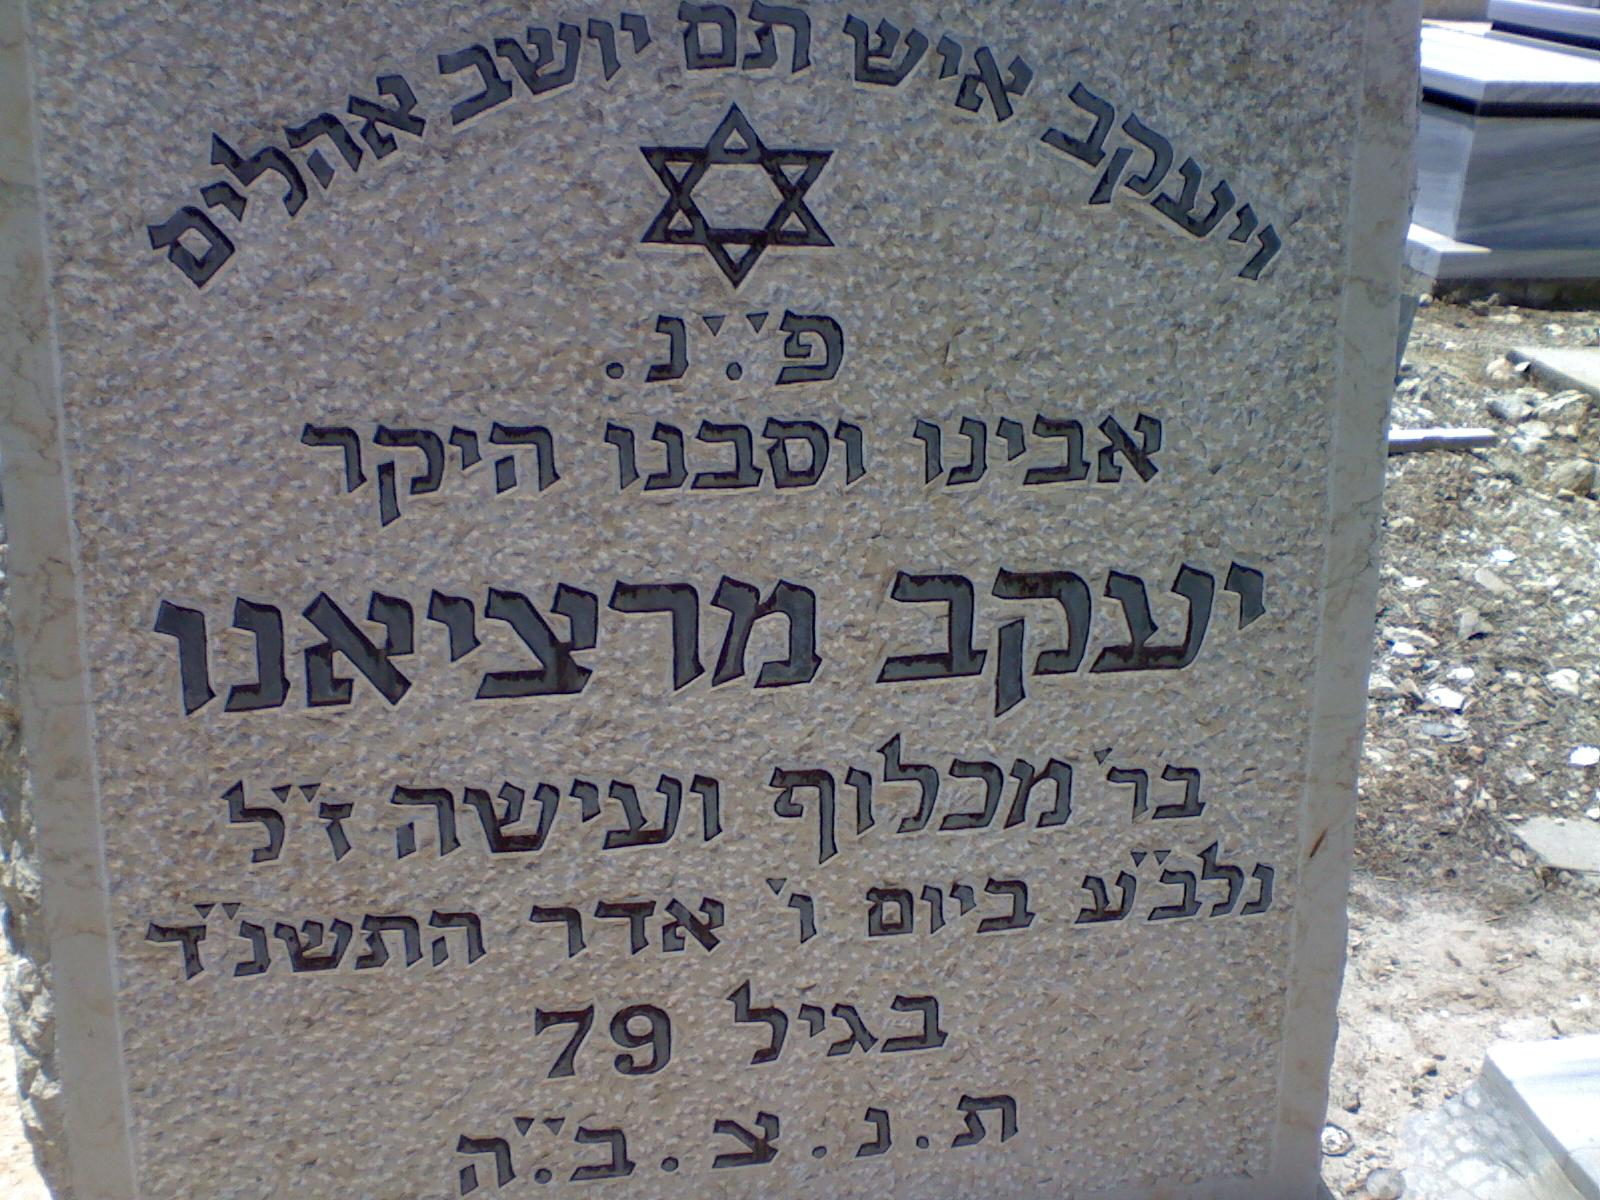 ויעקב איש תם יושב אהלים
פ."נ.
אבינו וסבנו היקר
יעקב מרציאנו
בר' מכלוף ועישה ז"ל
נלב"ע ביום ו' אדר התשנ"ד
בגיל 79
ת.נ.צ.ב."ה